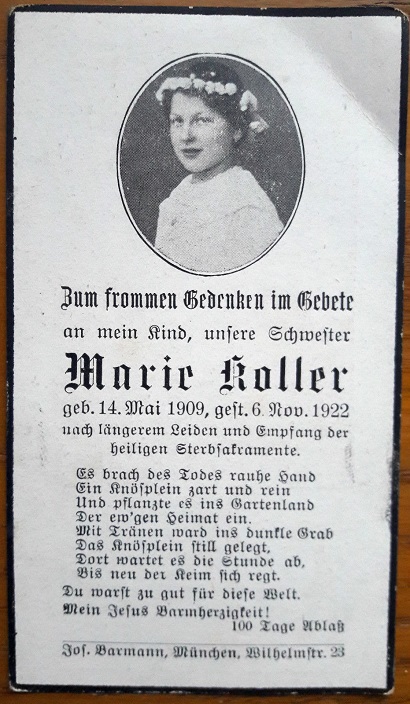 Zum frommen Gedenken im Gebete
an mein Kind, unsere Schwester
Marie Koller
geb. 14. Mai 1909, gest. 6. Nov. 1922
nach längerem Leiden und Empfang der
heiligen Sterbsakramente.
Es brach des Todes rauhe Hand
Ein Knösplein zart und rein
Und pflanzte es ins Gartenland
Der ew'gen Heimat ein.
Mit Tränen ward ins dunkle Grab
Das Knösplein still gelegt,
Dort wartet es die Stunde ab,
Bis neu der Keim sich regt.
Du warst zu gut für diese Welt.
Mein Jesus Barmherzigkeit!
100 Tage Ablaß
Jos. Barmann, München, Wilhelmstr. 23